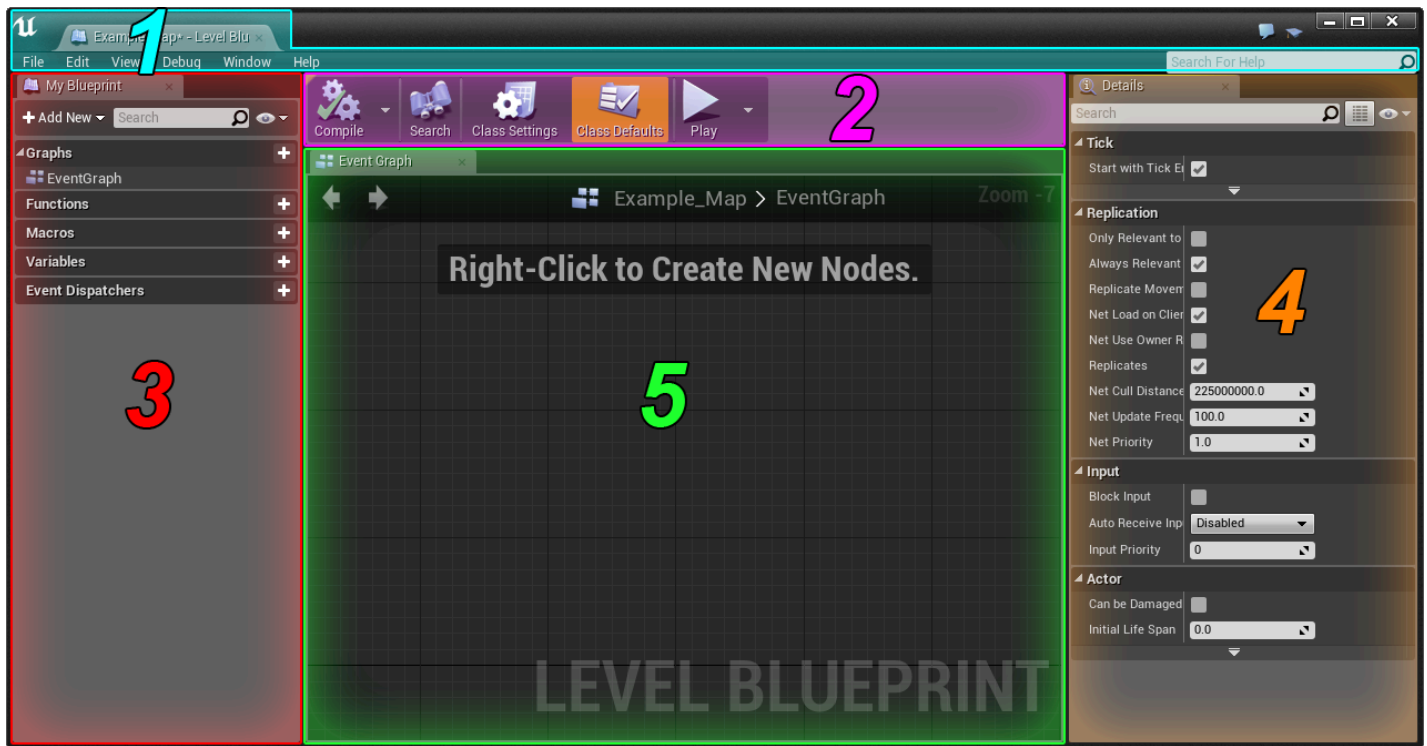 Example_Map* - Level Blu
1
File Edit View Debug Window Help
Search For Help
My Blueprint
Add New
Search
Graphs
EventGraph
Functions
Macros
Variables
Event Dispatchers
3
Compile
Search
Class Settings
Class Defaults
Play
2
Event Graph
Example_Map > EventGraph
Zoom -7
Right-Click to Create New Nodes.
5
LEVEL BLUEPRINT
Details
Search
Tick
Start with Tick E
Replication
Only Relevant to
Always Relevant
Replicate Movem
Net Load on Clien
Net Use Owner R
Replicates
Net Cull Distance 225000000.0
Net Update Frequ 100.0
Net Priority 1.0
4
Input
Block Input
Auto Receive Inp Disabled
Input Priority 0
Actor
Can be Damaged
Initial Life Span 0.0